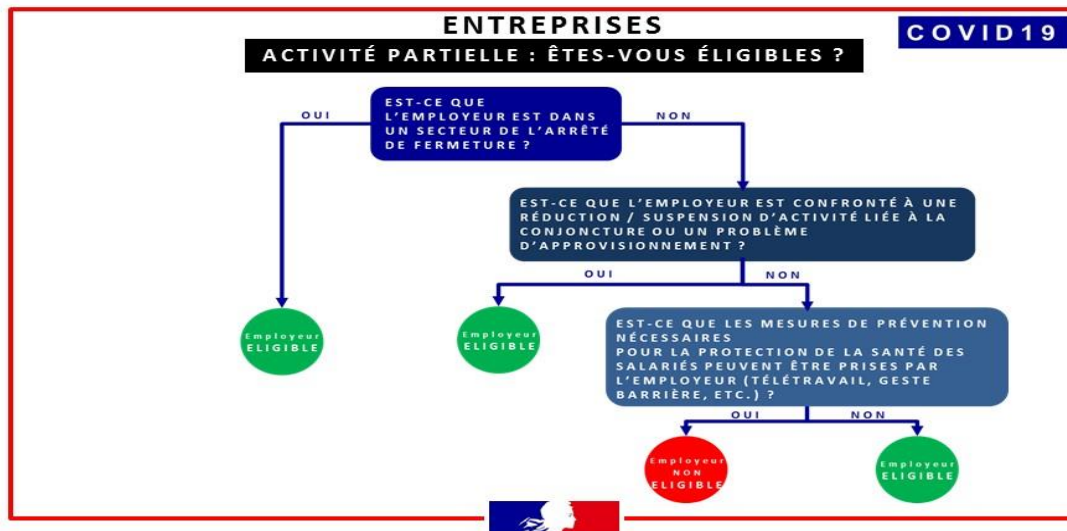 ENTREPRISES
COVID19
ACTIVITÉ PARTIELLE : ÊTES-VOUS ÉLIGIBLES ?
OUI
EST-CE QUE
L'EMPLOYEUR EST DANS
UN SECTEUR DE L'ARRÊTÉ
DE FERMETURE ?
NON
EST-CE QUE L'EMPLOYEUR EST CONFRONTÉ À UNE
RÉDUCTION / SUSPENSION D'ACTIVITÉ LIÉE À LA
CONJONCTURE OU UN PROBLÈME
D'APPROVISIONNEMENT ?
OUI
NON
Employeur
ELIGIBLE
Employeur
ELIGIBLE
EST-CE QUE LES MESURES DE PRÉVENTION
NÉCESSAIRES
POUR LA PROTECTION DE LA SANTÉ DES
SALARIÉS PEUVENT ÊTRE PRISES PAR
L'EMPLOYEUR (TÉLÉTRAVAIL, GESTE
BARRIÈRE, ETC.) ?
OUI
NON
Employeur
NON
ELIGIBLE
Employeur
ELIGIBLE